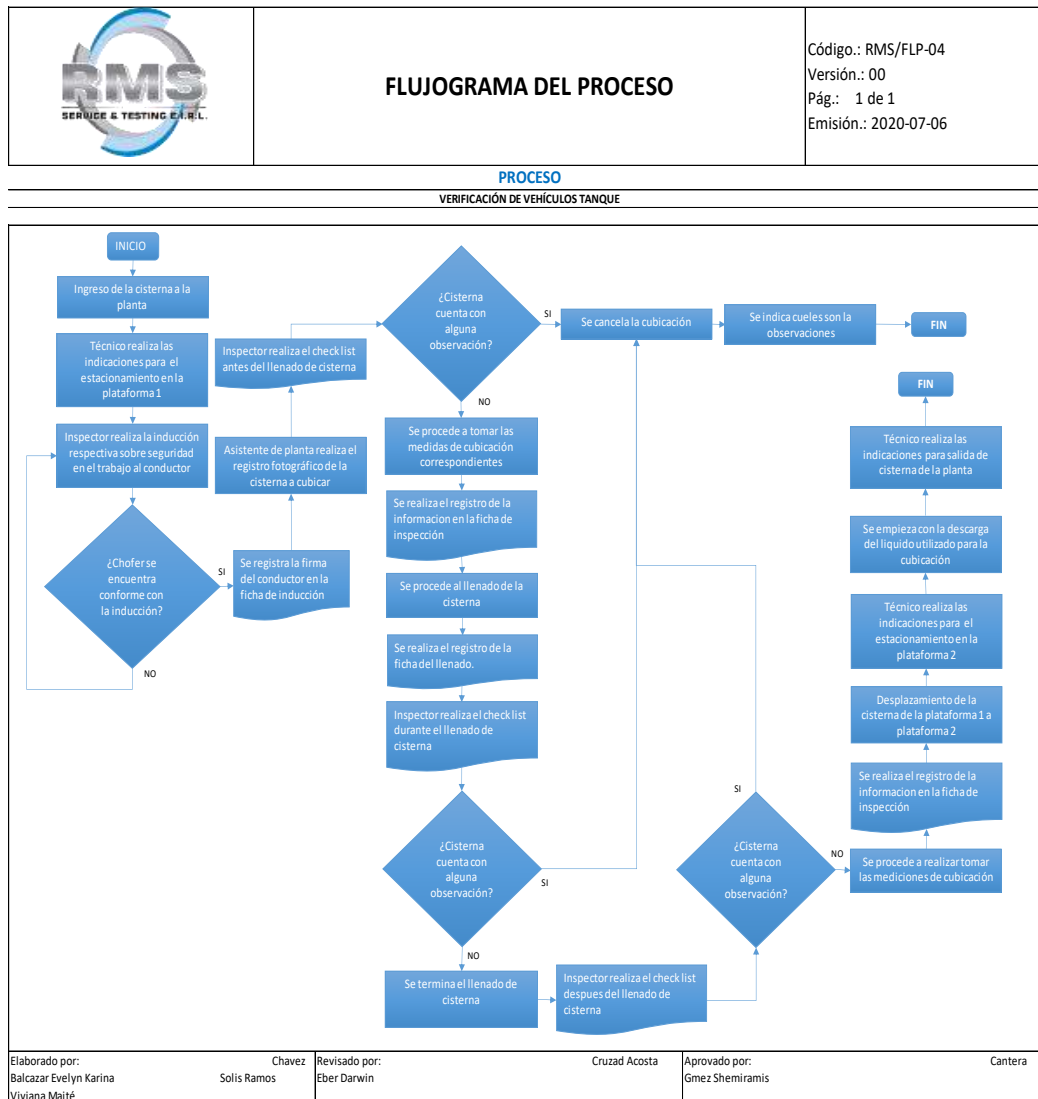 RMS
SERVICE & TESTING E.I.R.L.
FLUJOGRAMA DEL PROCESO
Código.: RMS/FLP-04
Versión.: 00
Pág.: 1 de 1
Emisión.: 2020-07-06
PROCESO
VERIFICACIÓN DE VEHÍCULOS TANQUE
INICIO
Ingreso de la cisterna a la
planta
Técnico realiza las
indicaciones para el
estacionamiento en la
plataforma 1
Inspector realiza la inducción
respectiva sobre seguridad
en el trabajo al conductor
¿Chofer se
encuentra
conforme con
la inducción?
NO
SI
Se registra la firma
del conductor en la
ficha de inducción
Asistente de planta realiza el
registro fotográfico de la
cisterna a cubicar
Inspector realiza el check list
antes del llenado de cisterna
¿Cisterna
cuenta con
alguna
observación?
SI
Se cancela la cubicación
Se indica cueles son la
observaciones
FIN
NO
Se procede a tomar las
medidas de cubicación
correspondientes
Se realiza el registro de la
informacion en la ficha de
inspección
Se procede al llenado de la
cisterna
Se realiza el registro de la
ficha del llenado.
Inspector realiza el check list
durante el llenado de
cisterna
¿Cisterna
cuenta con
alguna
observación?
SI
NO
Se termina el llenado de
cisterna
Inspector realiza el check list
despues del llenado de
cisterna
¿Cisterna
cuenta con
alguna
observación?
SI
NO
Se procede a realizar tomar
las mediciones de cubicación
Se realiza el registro de la
informacion en la ficha de
inspección
Desplazamiento de la
cisterna de la plataforma 1 a
plataforma 2
Técnico realiza las
indicaciones para el
estacionamiento en la
plataforma 2
Se empieza con la descarga
del liquido utilizado para la
cubicación
Técnico realiza las
indicaciones para salida de
cisterna de la planta
FIN
Elaborado por: Chavez
Balcazar Evelyn Karina Solis Ramos
Viviana Maité
Revisado por: Cruzad Acosta
Eber Darwin
Aprovado por: Cantera
Gmez Shemiramis